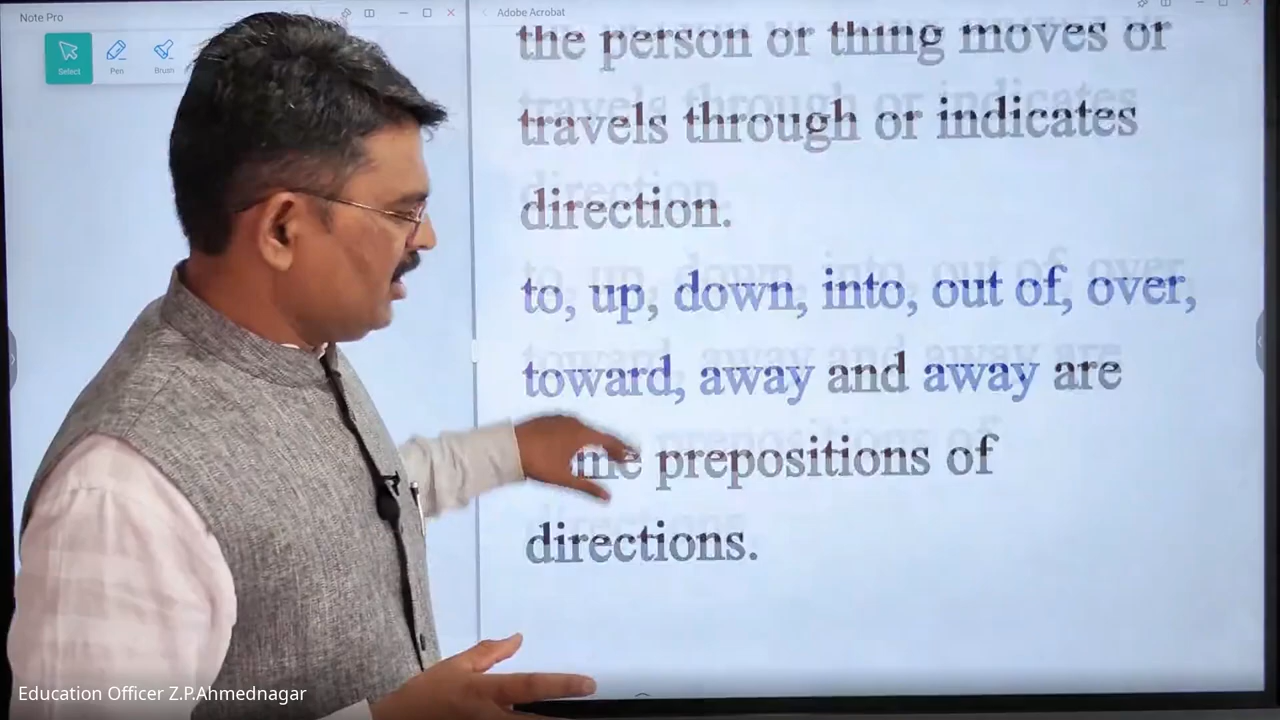 Note Pro
Adobe Acrobat
Select
Pen
Brush
the person or thing moves or
travels through or indicates
direction.
to, up, down, into, out of, over,
toward, away and away are
me prepositions of
directions.
Education Officer Z.P.Ahmednagar